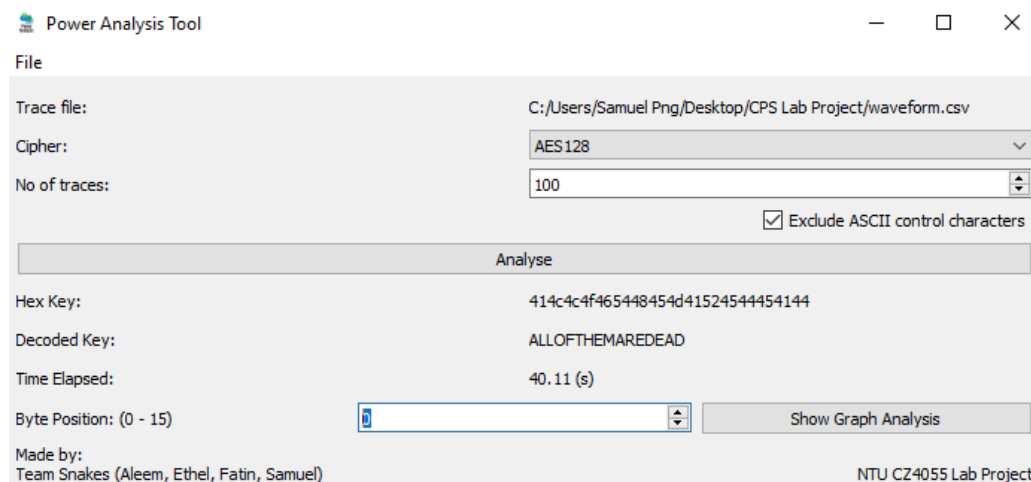 Power Analysis Tool
File
Trace file: C:/Users/Samuel Png/Desktop/CPS Lab Project/waveform.csv
Cipher: AES128
No of traces: 100
Exclude ASCII control characters
Analyse
Hex Key: 414c4c4f465448454d41524544454144
Decoded Key: ALLOFTHEMAREDEAD
Time Elapsed: 40.11 (s)
Byte Position: (0 - 15) 0 Show Graph Analysis
Made by:
Team Snakes (Aleem, Ethel, Fatin, Samuel) NTU CZ4055 Lab Project